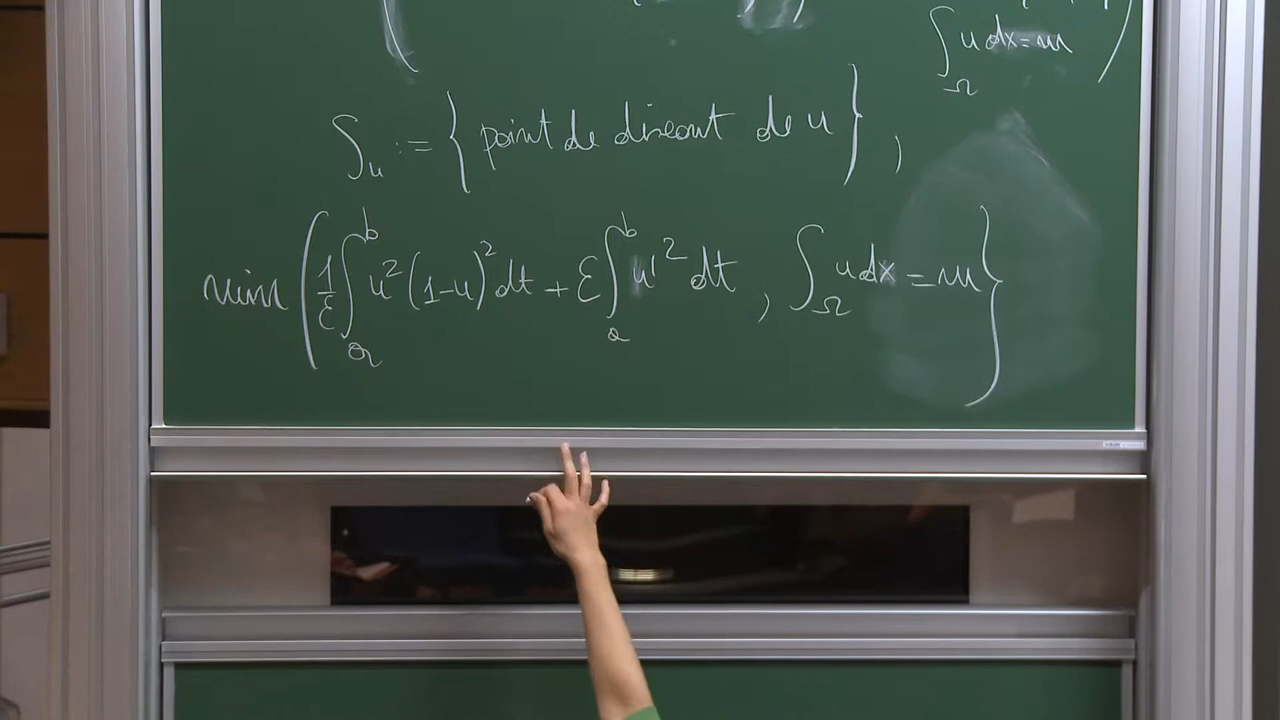 ∫_Ω u dx = m )
S_u := { point de discont de u } ,
min ( 1/ε ∫_a^b u² (1-u)² dt + ε ∫_a^b u'² dt , ∫_Ω u dx = m }